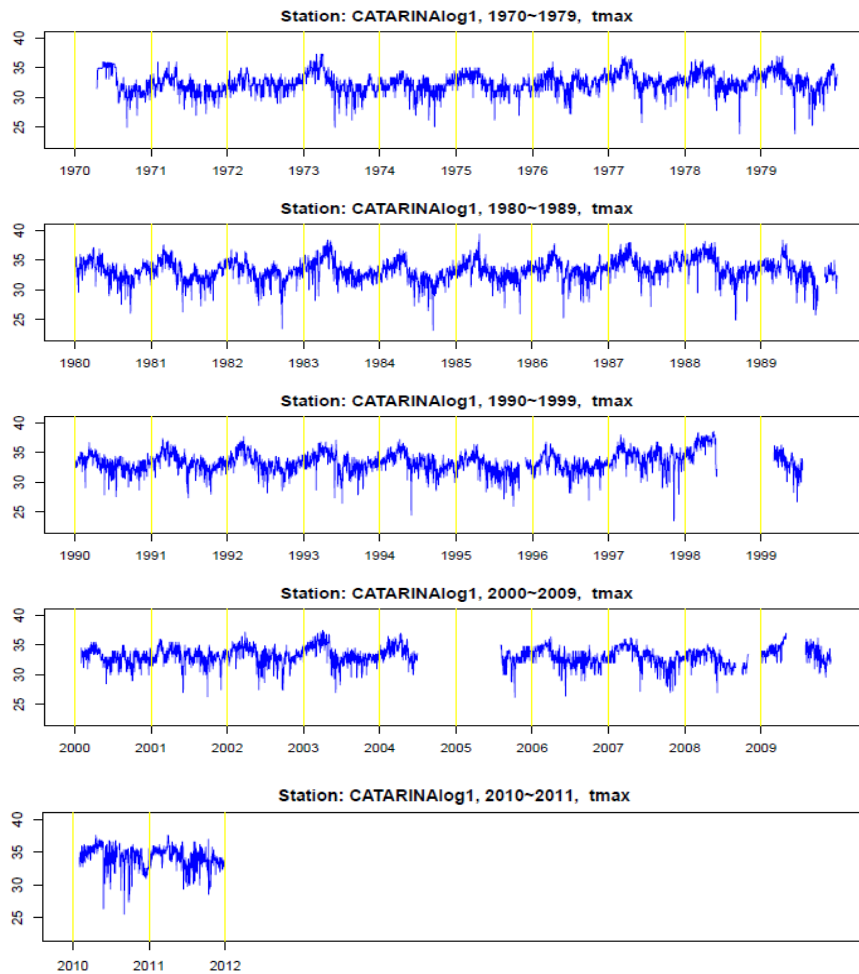 Station: CATARINAlog1, 1970~1979, tmax
40
35
30
25
1970 1971 1972 1973 1974 1975 1976 1977 1978 1979
Station: CATARINAlog1, 1980~1989, tmax
40
35
30
25
1980 1981 1982 1983 1984 1985 1986 1987 1988 1989
Station: CATARINAlog1, 1990~1999, tmax
40
35
30
25
1990 1991 1992 1993 1994 1995 1996 1997 1998 1999
Station: CATARINAlog1, 2000~2009, tmax
40
35
30
25
2000 2001 2002 2003 2004 2005 2006 2007 2008 2009
Station: CATARINAlog1, 2010~2011, tmax
40
35
30
25
2010 2011 2012